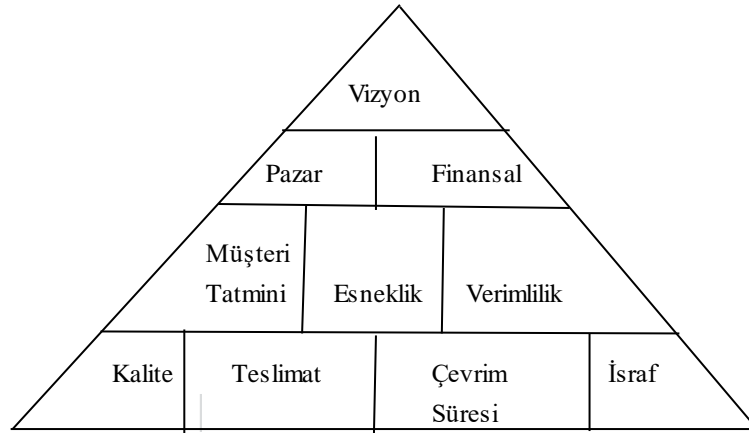 Vizyon
Pazar Finansal
Müşteri
Tatmini Esneklik Verimlilik
Kalite Teslimat Çevrim İsraf
Süresi